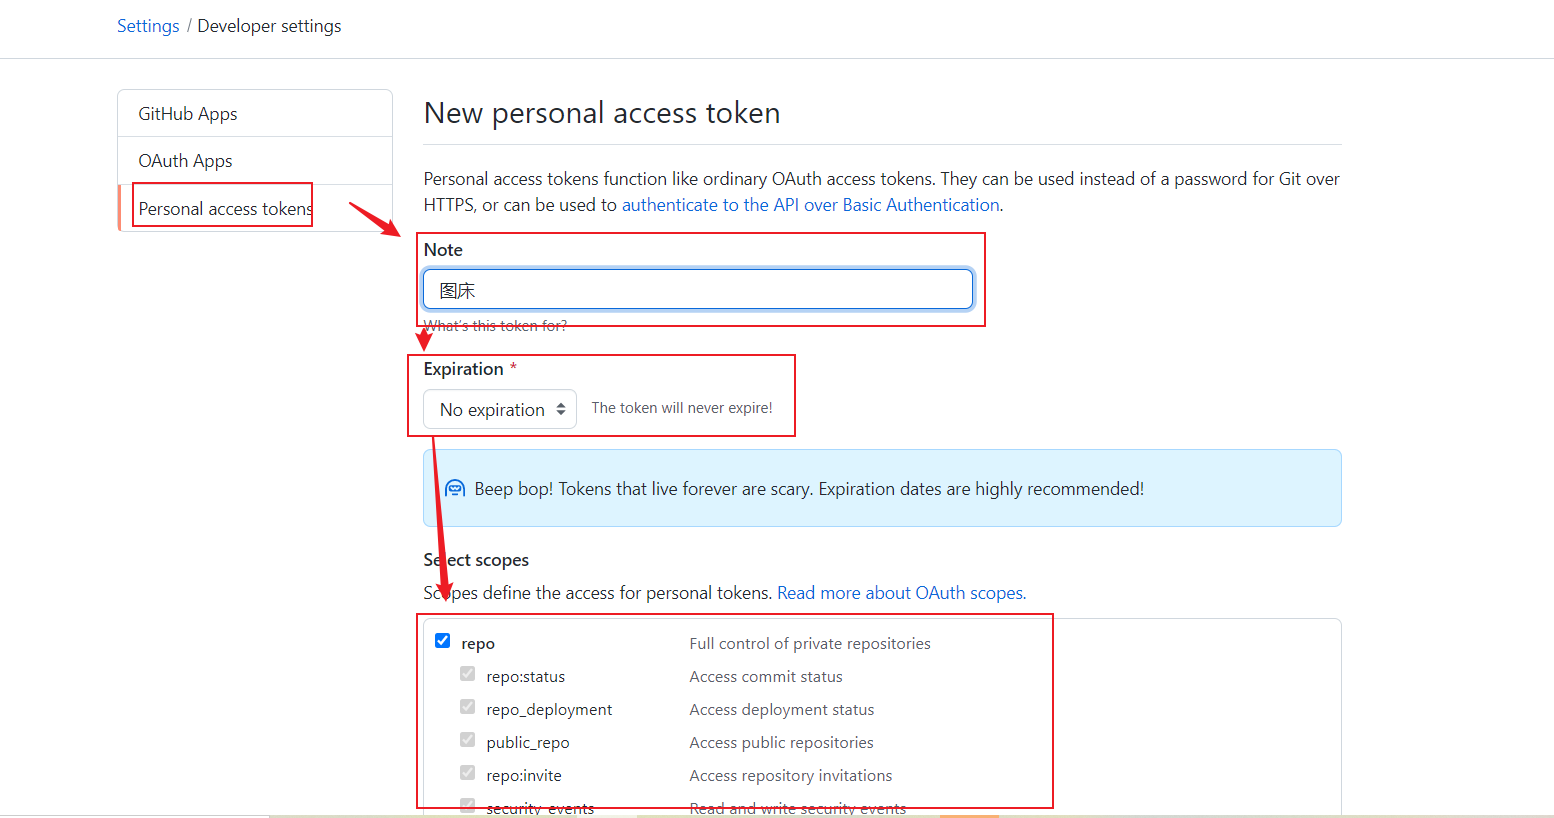 Settings / Developer settings
GitHub Apps
OAuth Apps
Personal access tokens
New personal access token
Personal access tokens function like ordinary OAuth access tokens. They can be used instead of a password for Git over
HTTPS, or can be used to authenticate to the API over Basic Authentication.
Note
图床
What's this token for?
Expiration *
No expiration
The token will never expire!
Beep bop! Tokens that live forever are scary. Expiration dates are highly recommended!
Select scopes
Scopes define the access for personal tokens. Read more about OAuth scopes.
repo Full control of private repositories
repo:status Access commit status
repo_deployment Access deployment status
public_repo Access public repositories
repo:invite Access repository invitations
security_events Read and write security events